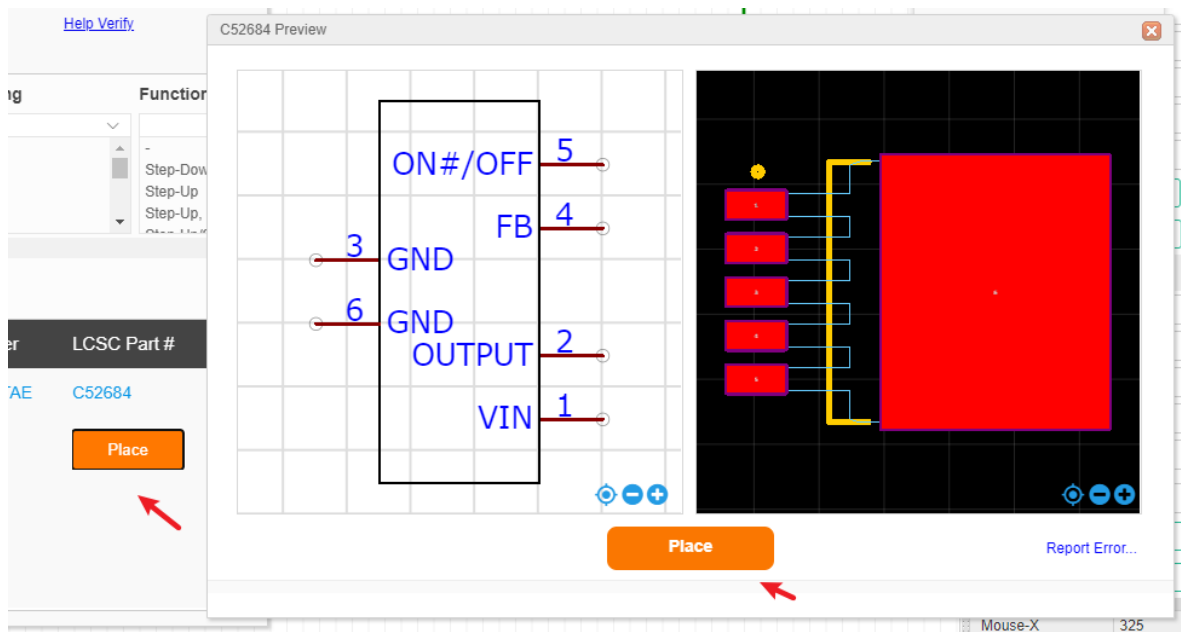 Help Verify
C52684 Preview
ng
Function
-
Step-Dow
Step-Up
Step-Up,
er
LCSC Part #
TAE
C52684
Place
ON#/OFF
5
FB
4
3
GND
6
GND
OUTPUT
2
VIN
1
Place
Report Error...
Mouse-X
325